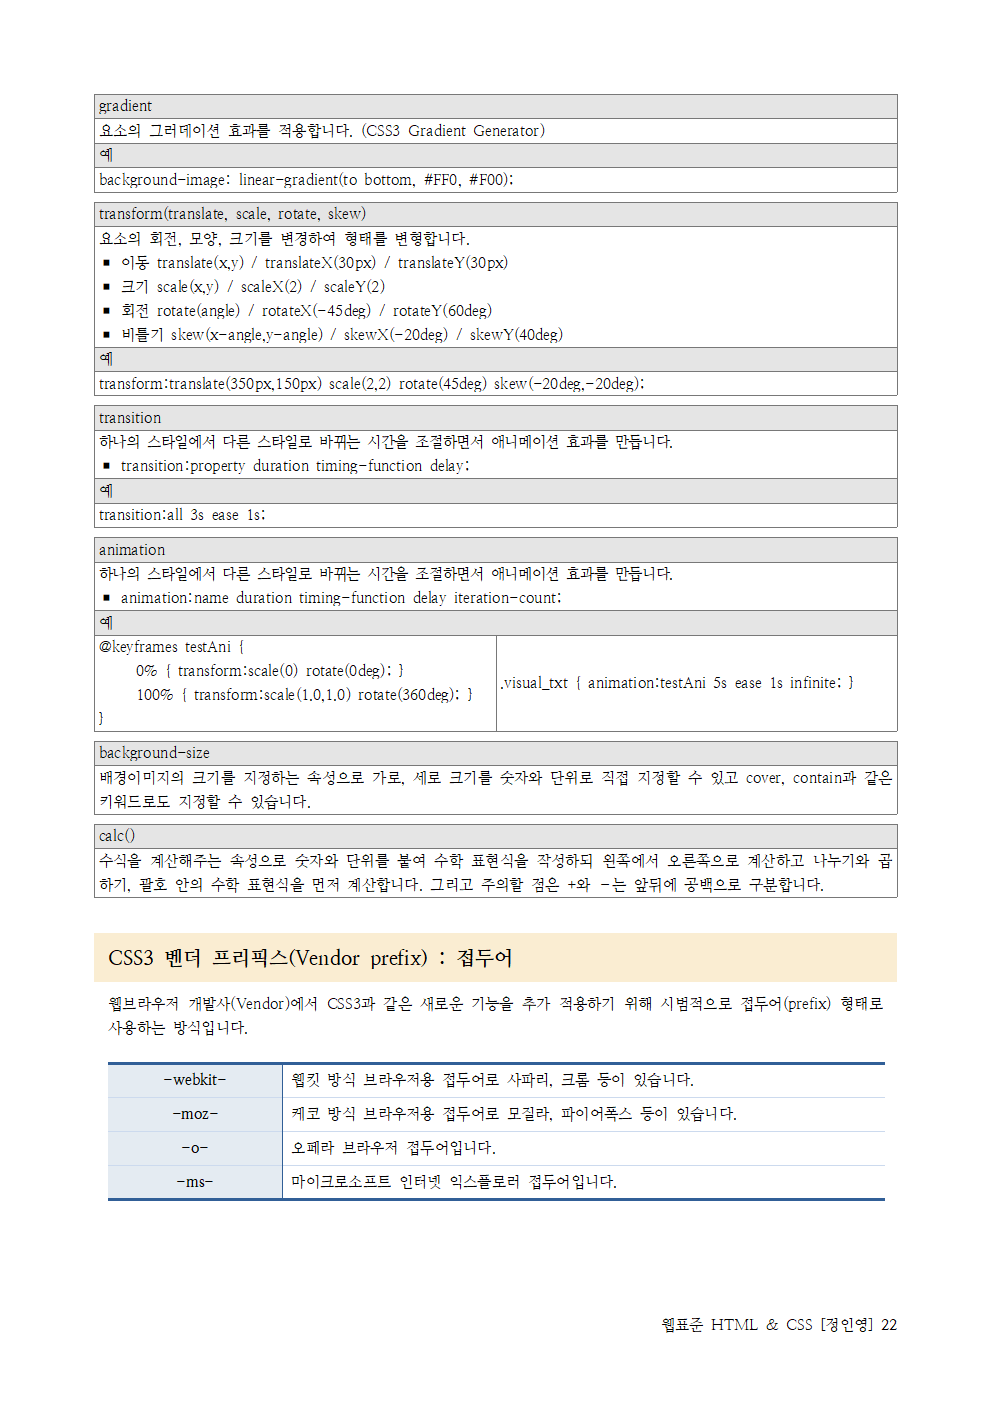 gradient
요소의 그러데이션 효과를 적용합니다. (CSS3 Gradient Generator)
예
background-image: linear-gradient(to bottom, #FF0, #F00);
transform(translate, scale, rotate, skew)
요소의 회전, 모양, 크기를 변경하여 형태를 변형합니다.
▪ 이동 translate(x,y) / translateX(30px) / translateY(30px)
▪ 크기 scale(x,y) / scaleX(2) / scaleY(2)
▪ 회전 rotate(angle) / rotateX(-45deg) / rotateY(60deg)
▪ 비틀기 skew(x-angle,y-angle) / skewX(-20deg) / skewY(40deg)
예
transform:translate(350px,150px) scale(2,2) rotate(45deg) skew(-20deg,-20deg);
transition
하나의 스타일에서 다른 스타일로 바뀌는 시간을 조절하면서 애니메이션 효과를 만듭니다.
▪ transition:property duration timing-function delay;
예
transition:all 3s ease 1s;
animation
하나의 스타일에서 다른 스타일로 바뀌는 시간을 조절하면서 애니메이션 효과를 만듭니다.
▪ animation:name duration timing-function delay iteration-count;
예
@keyframes testAni {
0% { transform:scale(0) rotate(0deg); }
100% { transform:scale(1.0,1.0) rotate(360deg); }
}
.visual_txt { animation:testAni 5s ease 1s infinite; }
background-size
배경이미지의 크기를 지정하는 속성으로 가로, 세로 크기를 숫자와 단위로 직접 지정할 수 있고 cover, contain과 같은
키워드로도 지정할 수 있습니다.
calc()
수식을 계산해주는 속성으로 숫자와 단위를 붙여 수학 표현식을 작성하되 왼쪽에서 오른쪽으로 계산하고 나누기와 곱
하기, 괄호 안의 수학 표현식을 먼저 계산합니다. 그리고 주의할 점은 +와 -는 앞뒤에 공백으로 구분합니다.
CSS3 벤더 프리픽스(Vendor prefix) : 접두어
웹브라우저 개발사(Vendor)에서 CSS3과 같은 새로운 기능을 추가 적용하기 위해 시범적으로 접두어(prefix) 형태로
사용하는 방식입니다.
-webkit- 웹킷 방식 브라우저용 접두어로 사파리, 크롬 등이 있습니다.
-moz- 게코 방식 브라우저용 접두어로 모질라, 파이어폭스 등이 있습니다.
-o- 오페라 브라우저 접두어입니다.
-ms- 마이크로소프트 인터넷 익스플로러 접두어입니다.
웹표준 HTML & CSS [정인영] 22